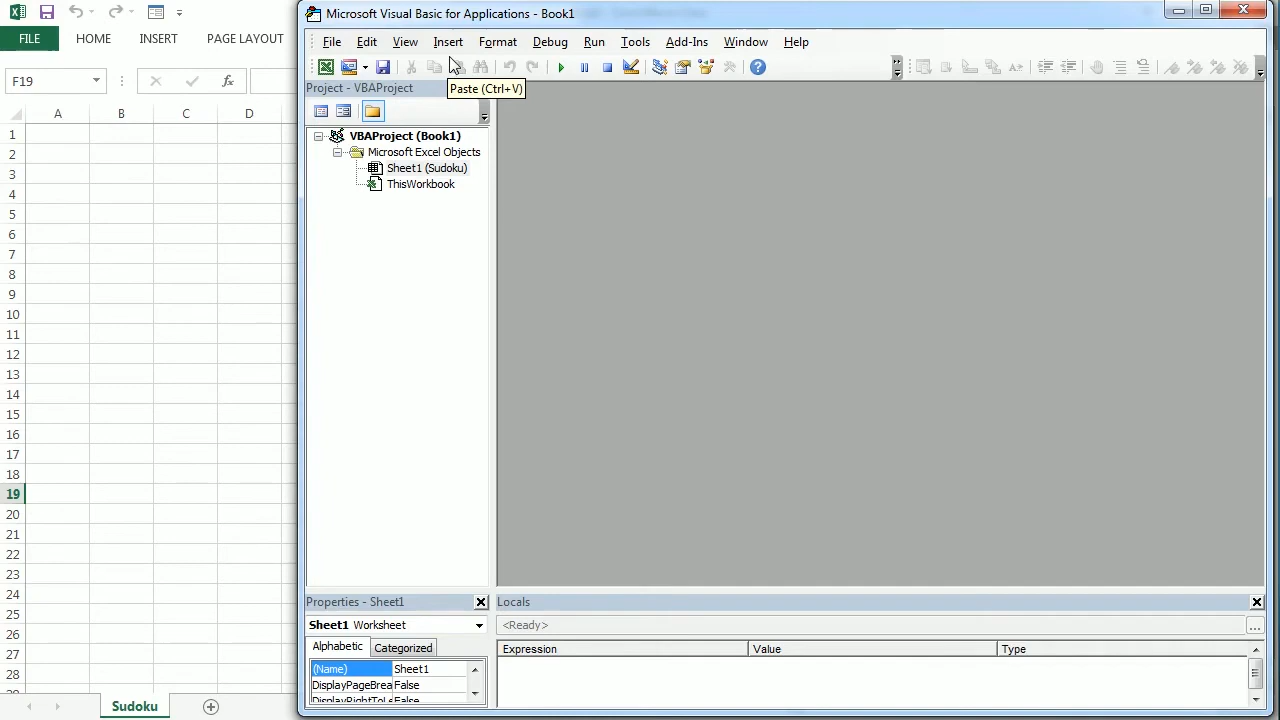 Microsoft Visual Basic for Applications - Book1
FILE HOME INSERT PAGE LAYOUT
File Edit View Insert Format Debug Run Tools Add-Ins Window Help
F19
fx
Paste (Ctrl+V)
Project - VBAProject
A B C D
VBAProject (Book1)
Microsoft Excel Objects
Sheet1 (Sudoku)
ThisWorkbook
1
2
3
4
5
6
7
8
9
10
11
12
13
14
15
16
17
18
19
20
21
22
23
24
25
26
27
28
Properties - Sheet1
Locals
Sheet1 Worksheet
<Ready>
...
Alphabetic Categorized
Expression Value Type
(Name) Sheet1
DisplayPageBrea False
DisplayRightToLe False
Sudoku